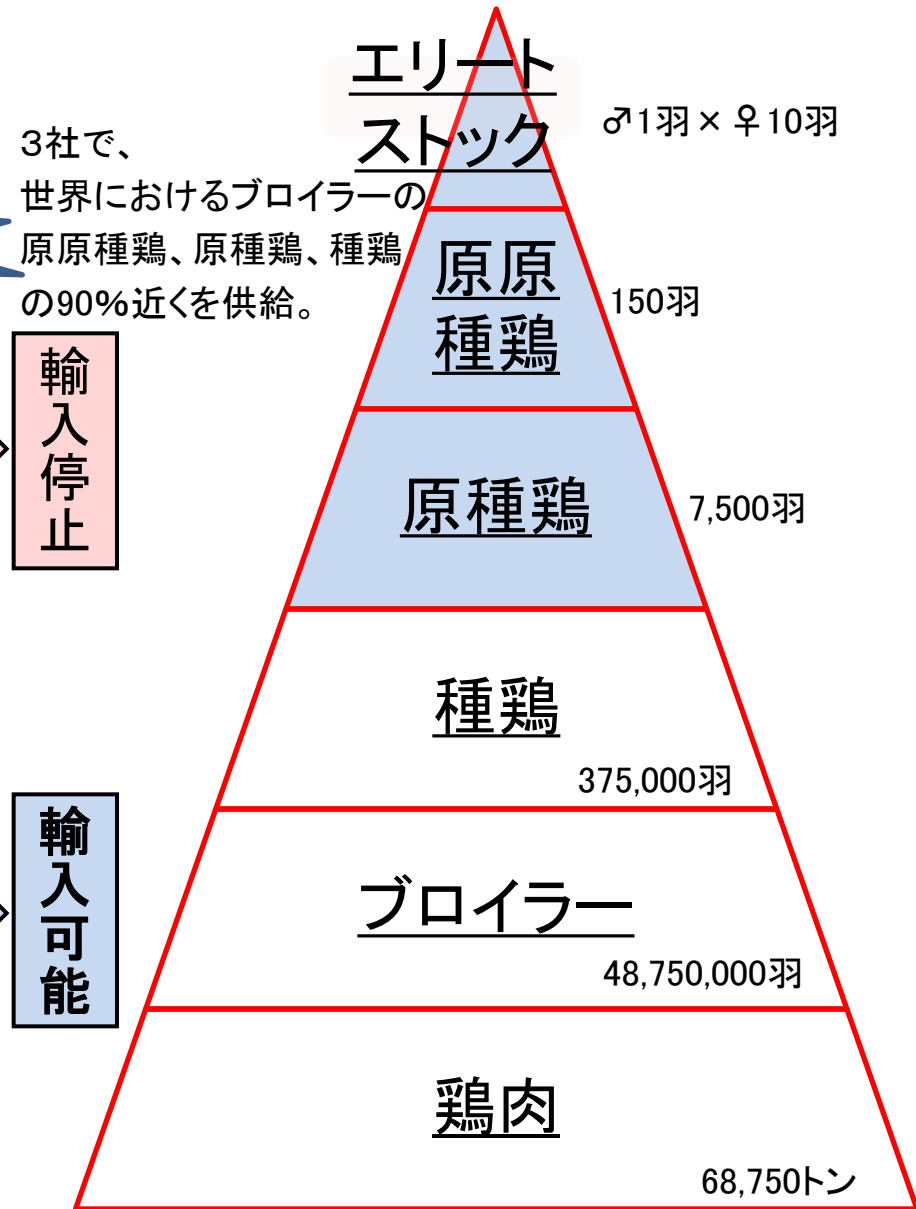 エリート
ストック
♂1羽×♀10羽
3社で、
世界におけるブロイラーの
原原種鶏、原種鶏、種鶏
の90%近くを供給。
原原
種鶏
150羽
輸入停止
原種鶏
7,500羽
種鶏
375,000羽
輸入可能
ブロイラー
48,750,000羽
鶏肉
68,750トン